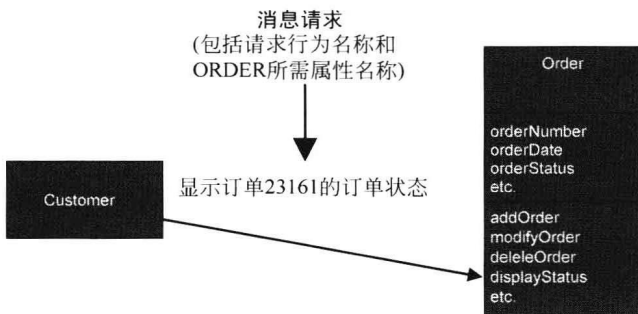 消息请求
(包括请求行为名称和
ORDER所需属性名称)
显示订单23161的订单状态
Customer
Order
orderNumber
orderDate
orderStatus
etc.
addOrder
modifyOrder
deleleOrder
displayStatus
etc.